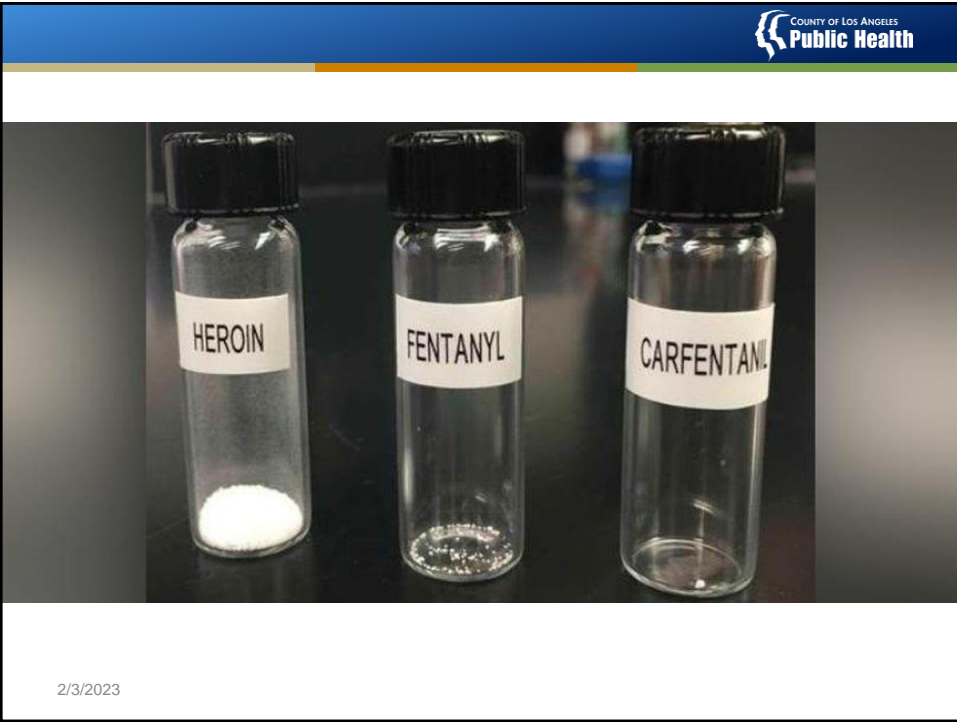 COUNTY OF LOS ANGELES
Public Health
HEROIN
FENTANYL
CARFENTANIL
2/3/2023